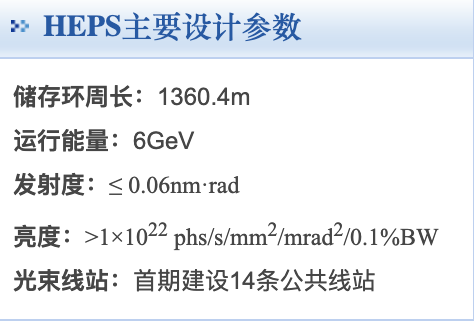 HEPS主要设计参数
储存环周长：1360.4m
运行能量：6GeV
发射度：≤ 0.06nm·rad
亮度：>1×10²² phs/s/mm²/mrad²/0.1%BW
光束线站：首期建设14条公共线站